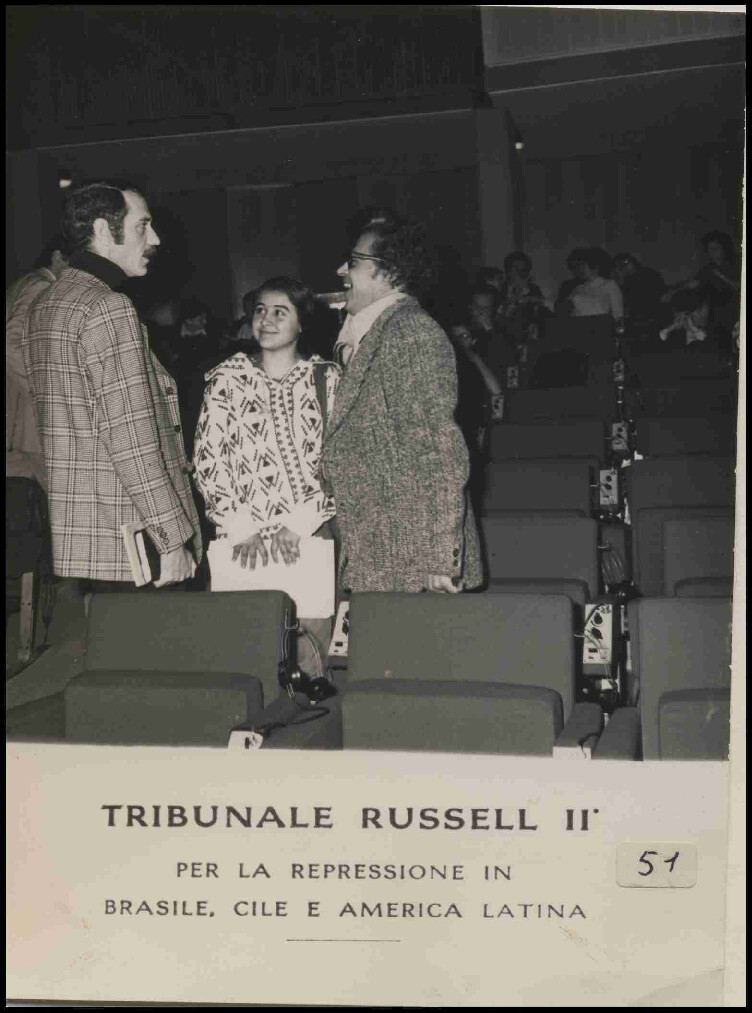 TRIBUNALE RUSSELL II°
PER LA REPRESSIONE IN
51
BRASILE, CILE E AMERICA LATINA